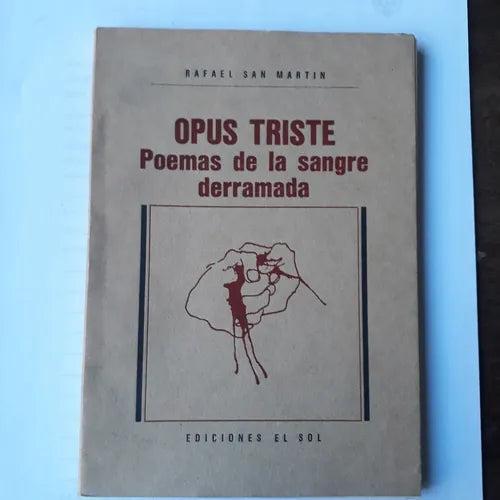 RAFAEL SAN MARTIN
OPUS TRISTE
Poemas de la sangre
derramada
EDICIONES EL SOL